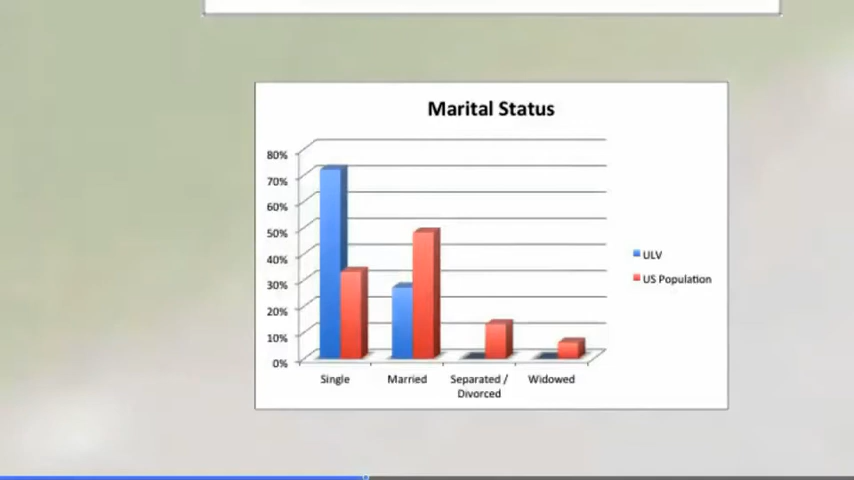 Marital Status
80%
70%
60%
50%
40%
30%
20%
10%
0%
Single
Married
Separated /
Divorced
Widowed
ULV
US Population